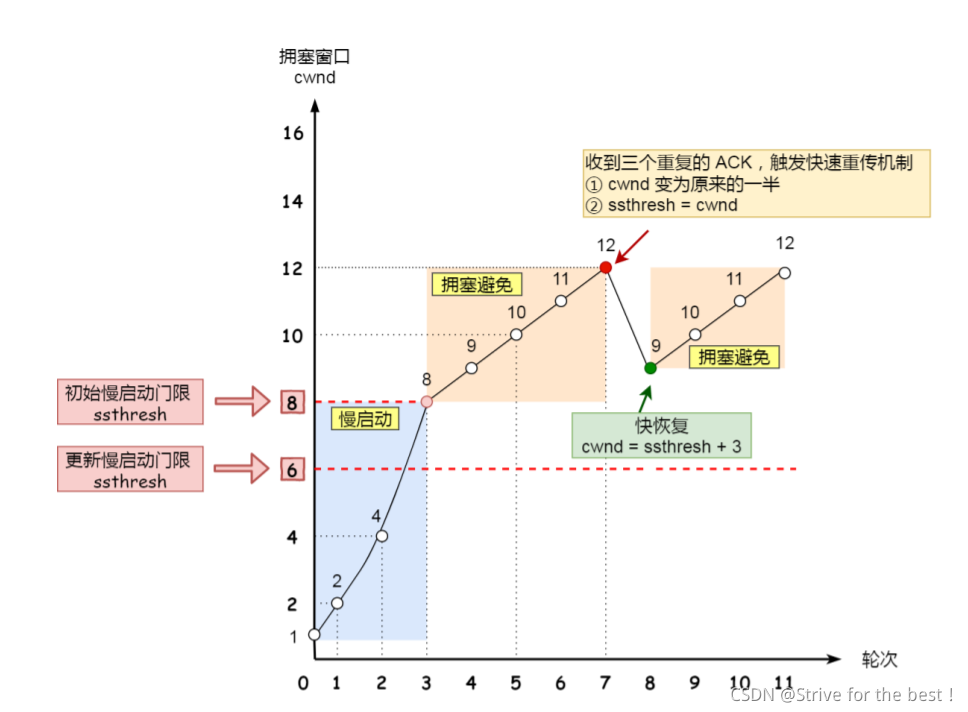 拥塞窗口
cwnd
16
14
12
10
8
6
4
2
1
初始慢启动门限
ssthresh
更新慢启动门限
ssthresh
收到三个重复的 ACK，触发快速重传机制
① cwnd 变为原来的一半
② ssthresh = cwnd
慢启动
拥塞避免
2
4
8
9
10
11
12
9
10
11
12
拥塞避免
快恢复
cwnd = ssthresh + 3
0 1 2 3 4 5 6 7 8 9 10 11
轮次
CSDN @Strive for the best !